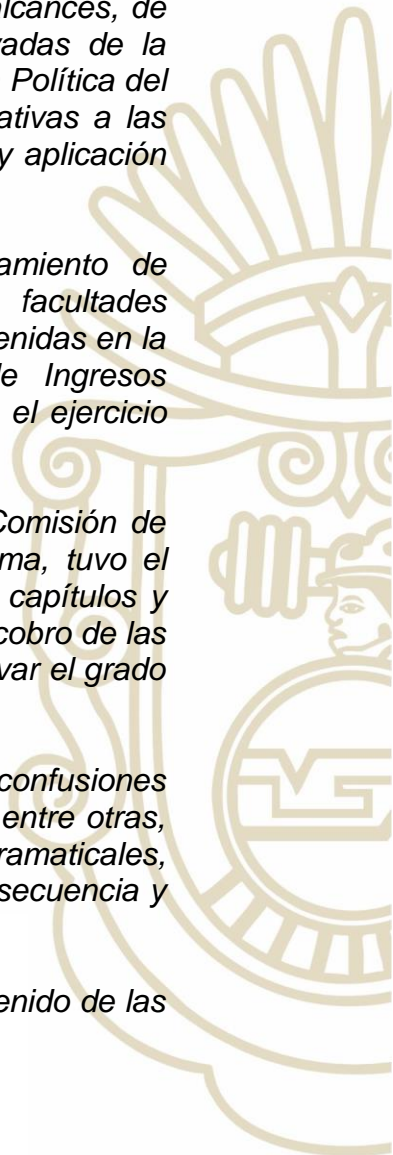 alcances, de
vadas de la
Política del
ativas a las
y aplicación
amiento de
facultades
enidas en la
de Ingresos
el ejercicio
Comisión de
ma, tuvo el
capítulos y
cobro de las
var el grado
confusiones
entre otras,
ramaticales,
secuencia y
enido de las